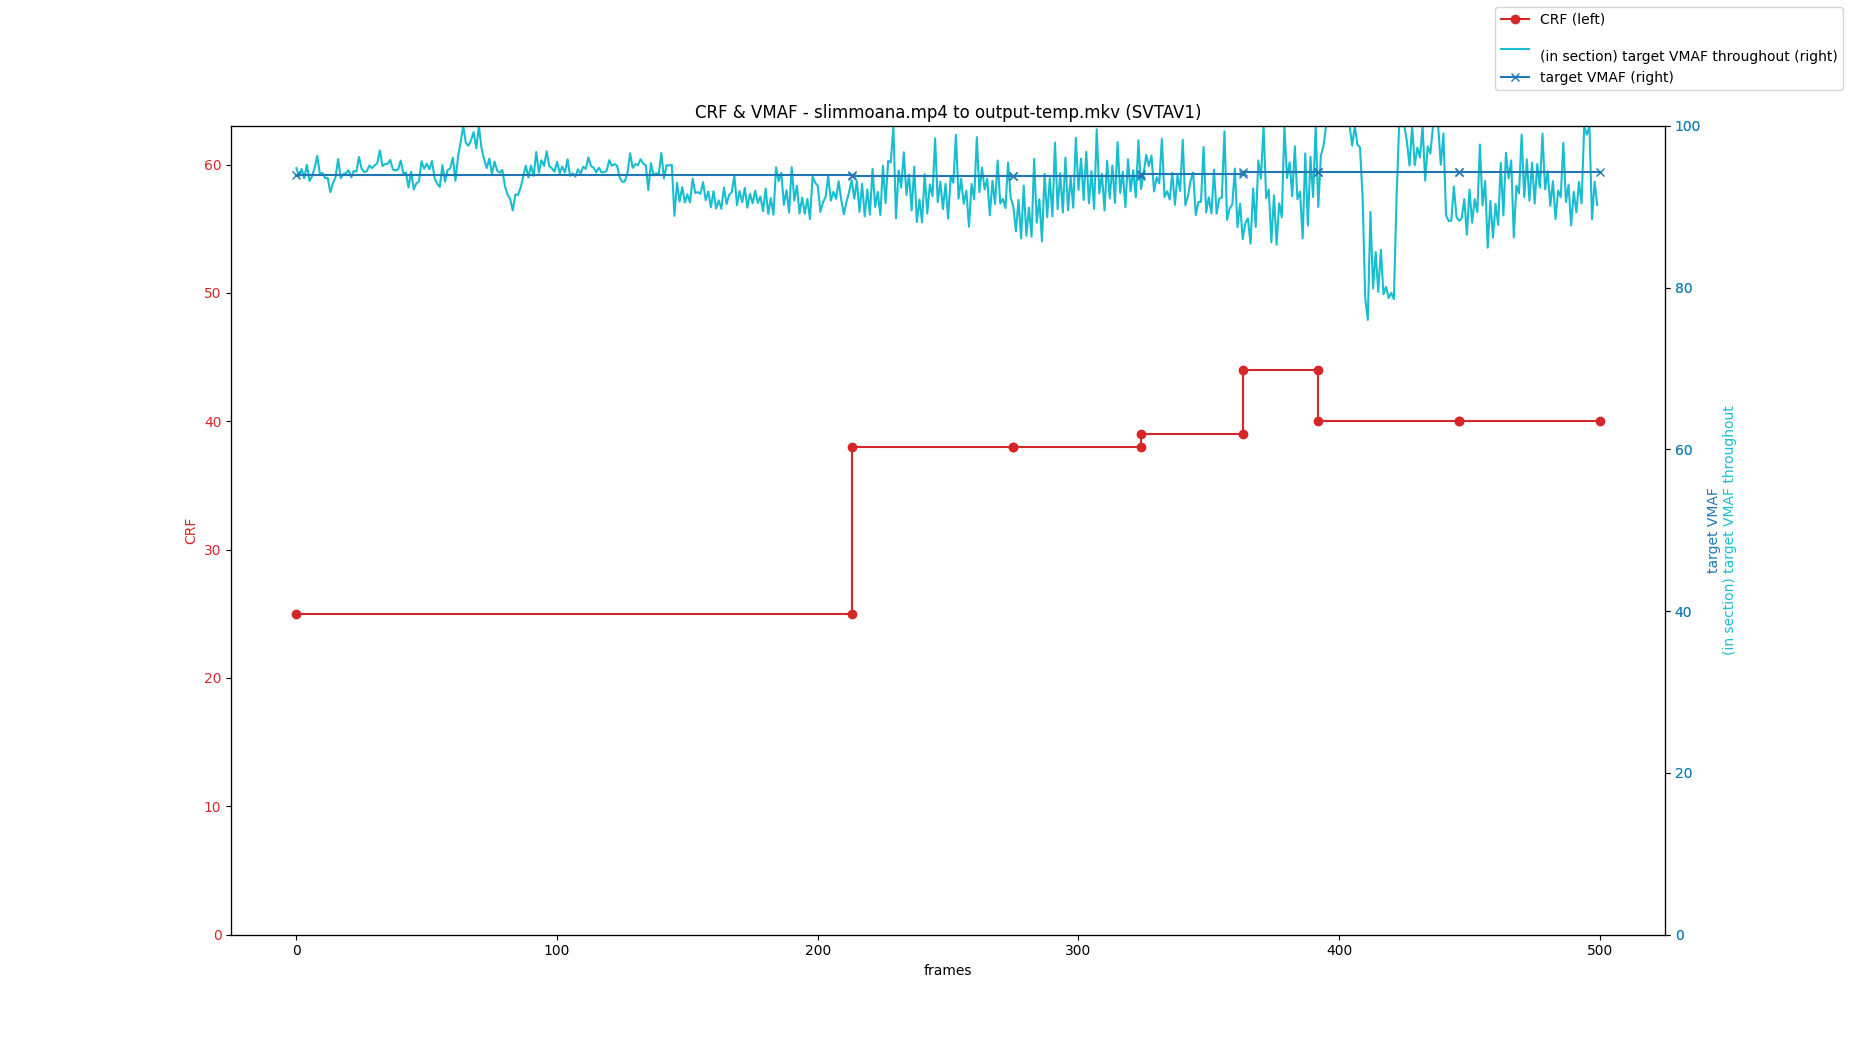 CRF (left)
(in section) target VMAF throughout (right)
target VMAF (right)
CRF & VMAF - slimmoana.mp4 to output-temp.mkv (SVTAV1)
60
50
40
30
20
10
0
CRF
0
100
200
300
400
500
frames
100
80
60
40
20
0
target VMAF
(in section) target VMAF throughout